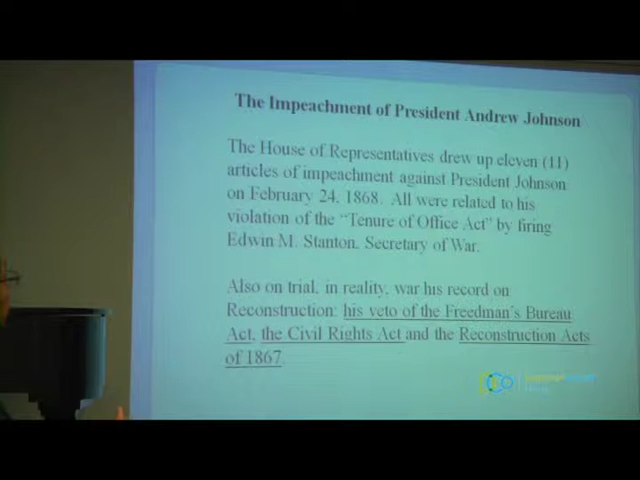 The Impeachment of President Andrew Johnson
The House of Representatives drew up eleven (11)
articles of impeachment against President Johnson
on February 24, 1868. All were related to his
violation of the “Tenure of Office Act” by firing
Edwin M. Stanton, Secretary of War.
Also on trial, in reality, war his record on
Reconstruction: his veto of the Freedman’s Bureau
Act, the Civil Rights Act and the Reconstruction Acts
of 1867.